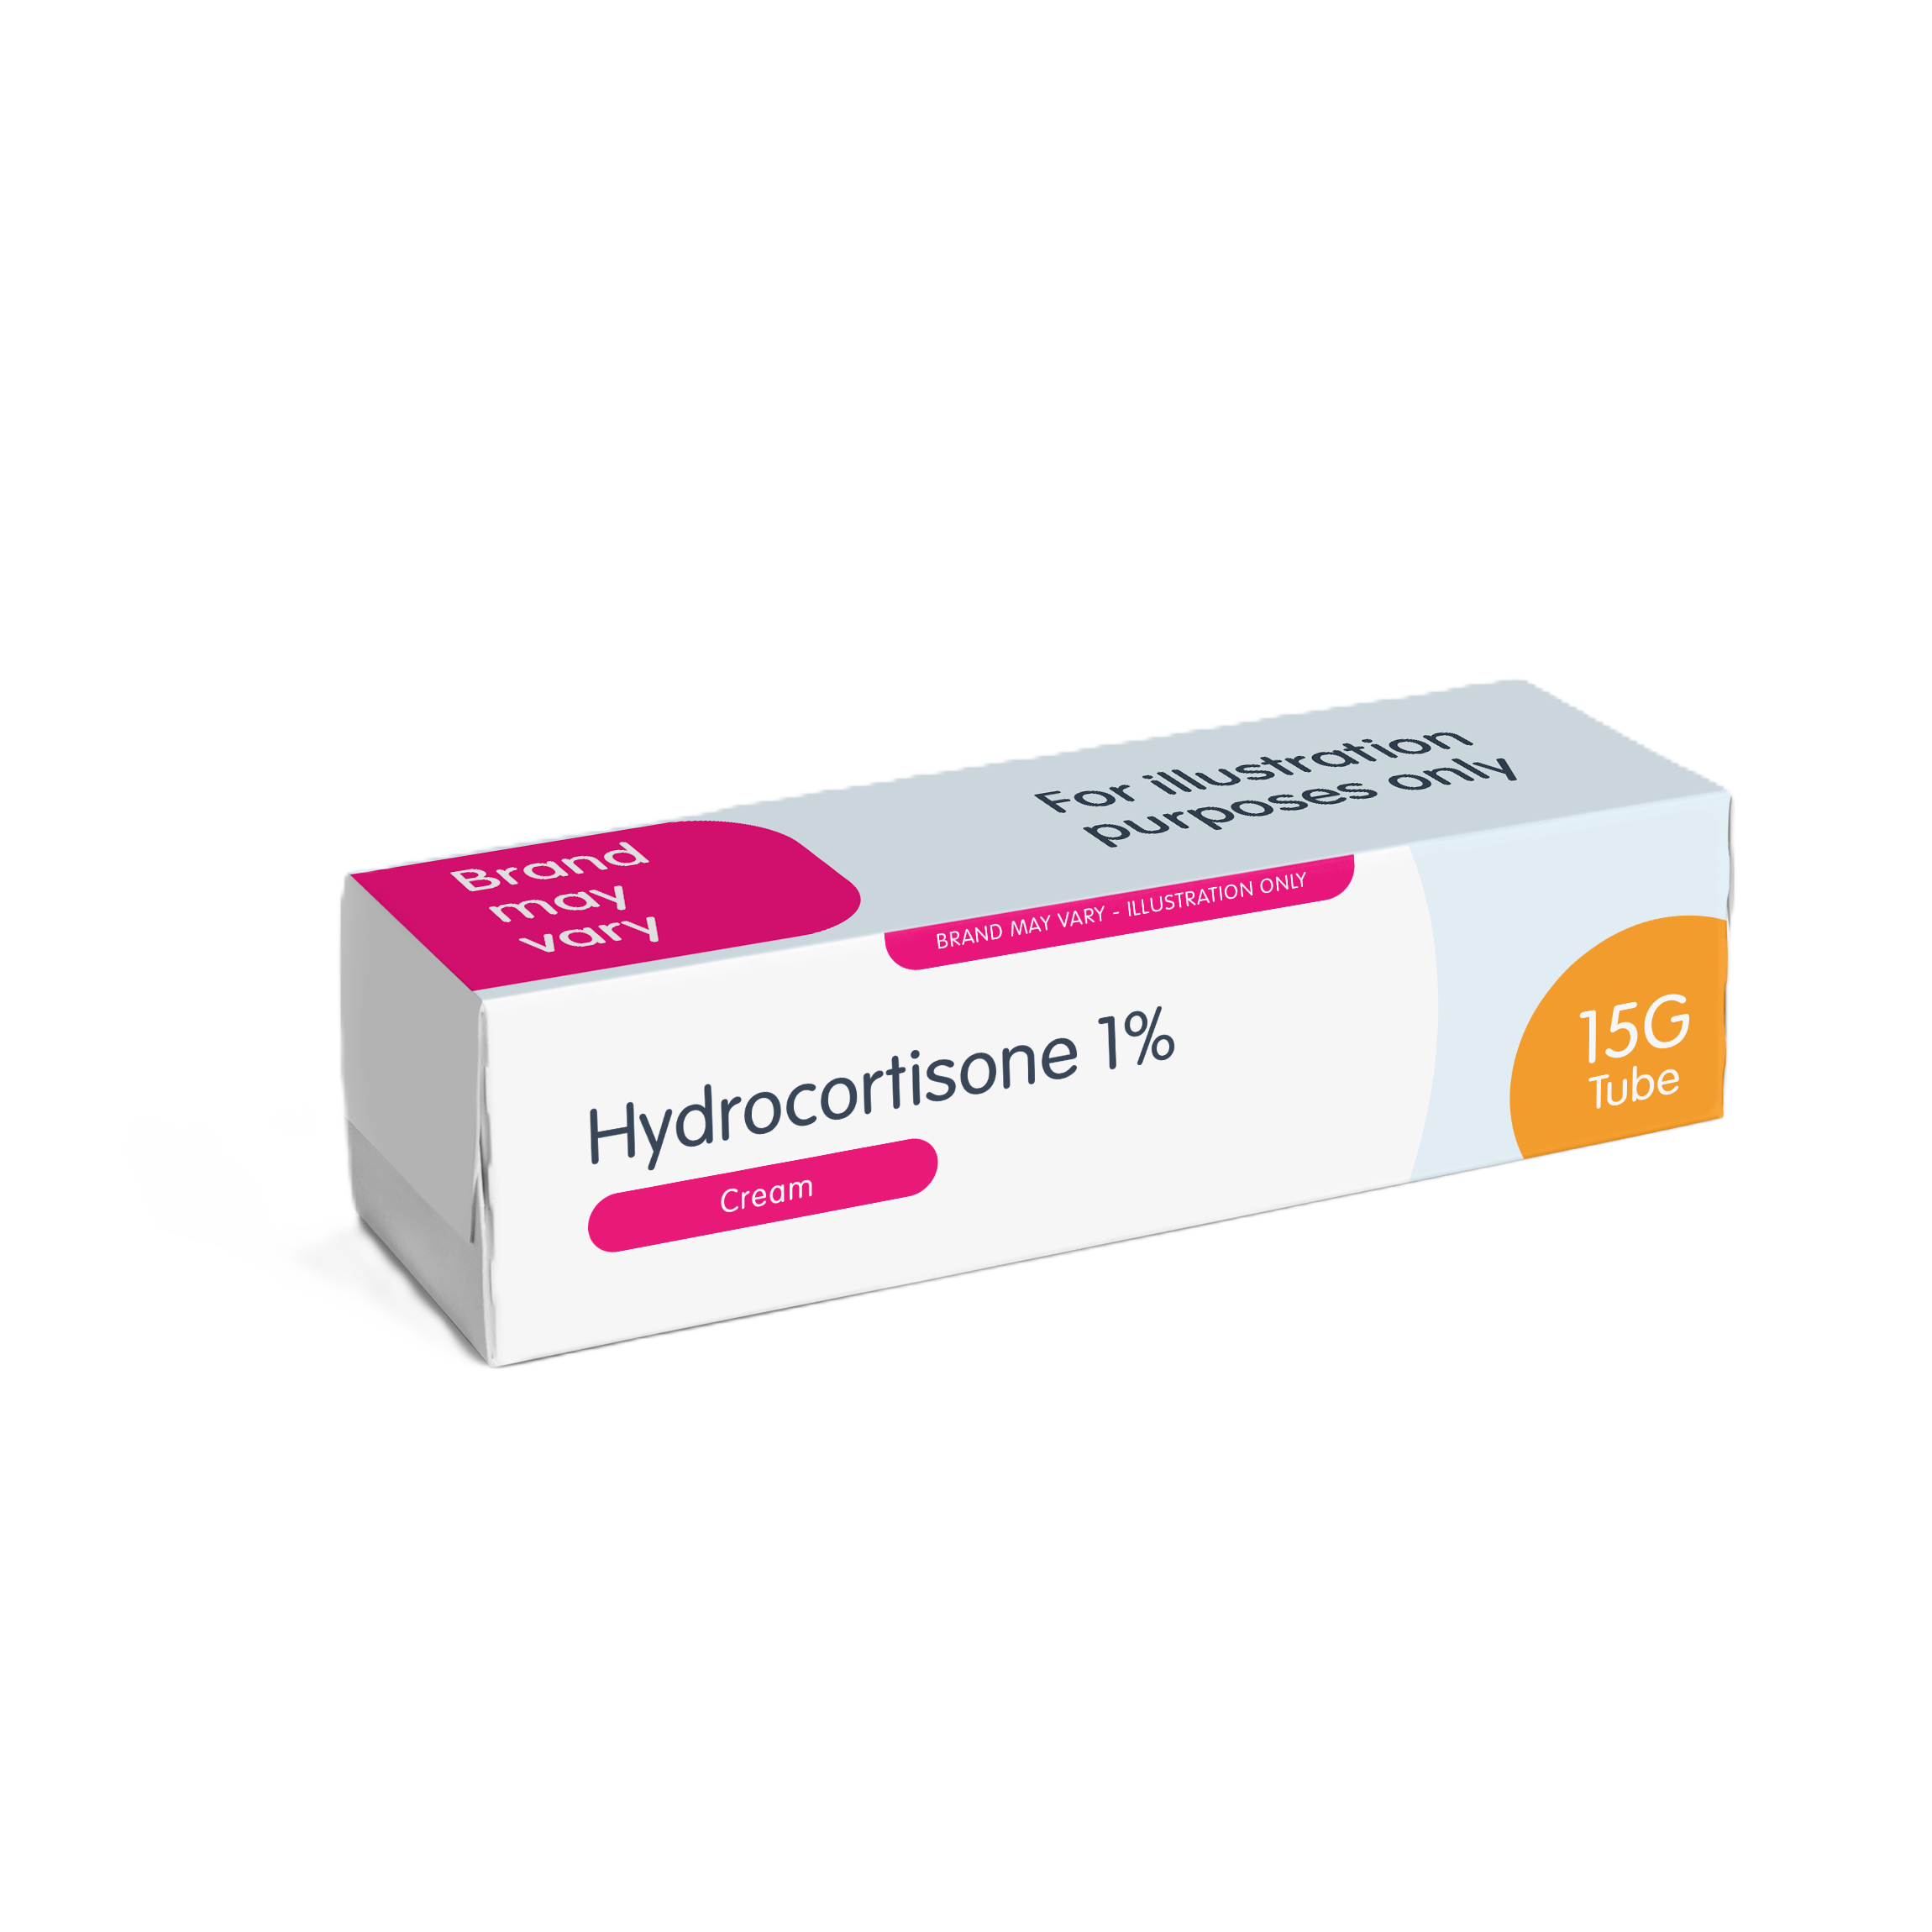 Brand
may
vary
For illustration
purposes only
BRAND MAY VARY - ILLUSTRATION ONLY
Hydrocortisone 1%
Cream
15G
Tube